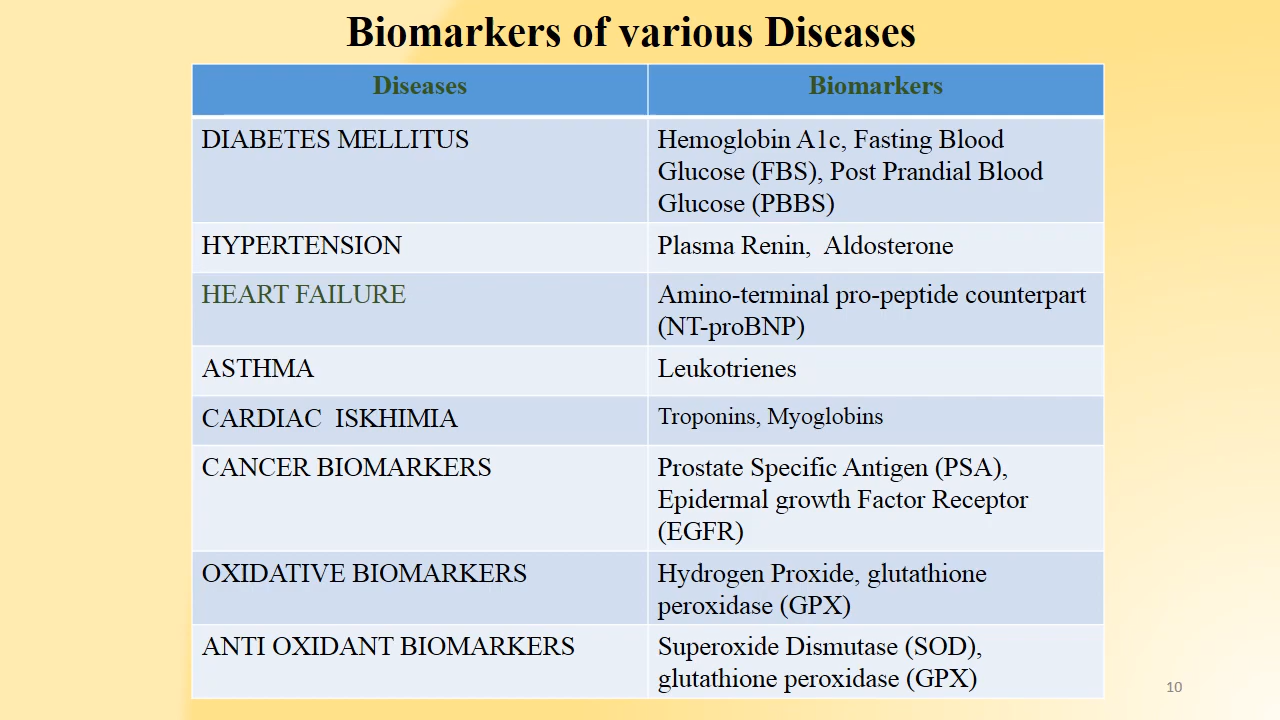 Biomarkers of various Diseases
Diseases
Biomarkers
DIABETES MELLITUS
Hemoglobin A1c, Fasting Blood
Glucose (FBS), Post Prandial Blood
Glucose (PBBS)
HYPERTENSION
Plasma Renin,  Aldosterone
HEART FAILURE
Amino-terminal pro-peptide counterpart
(NT-proBNP)
ASTHMA
Leukotrienes
CARDIAC  ISKHIMIA
Troponins, Myoglobins
CANCER BIOMARKERS
Prostate Specific Antigen (PSA),
Epidermal growth Factor Receptor
(EGFR)
OXIDATIVE BIOMARKERS
Hydrogen Proxide, glutathione
peroxidase (GPX)
ANTI OXIDANT BIOMARKERS
Superoxide Dismutase (SOD),
glutathione peroxidase (GPX)
10